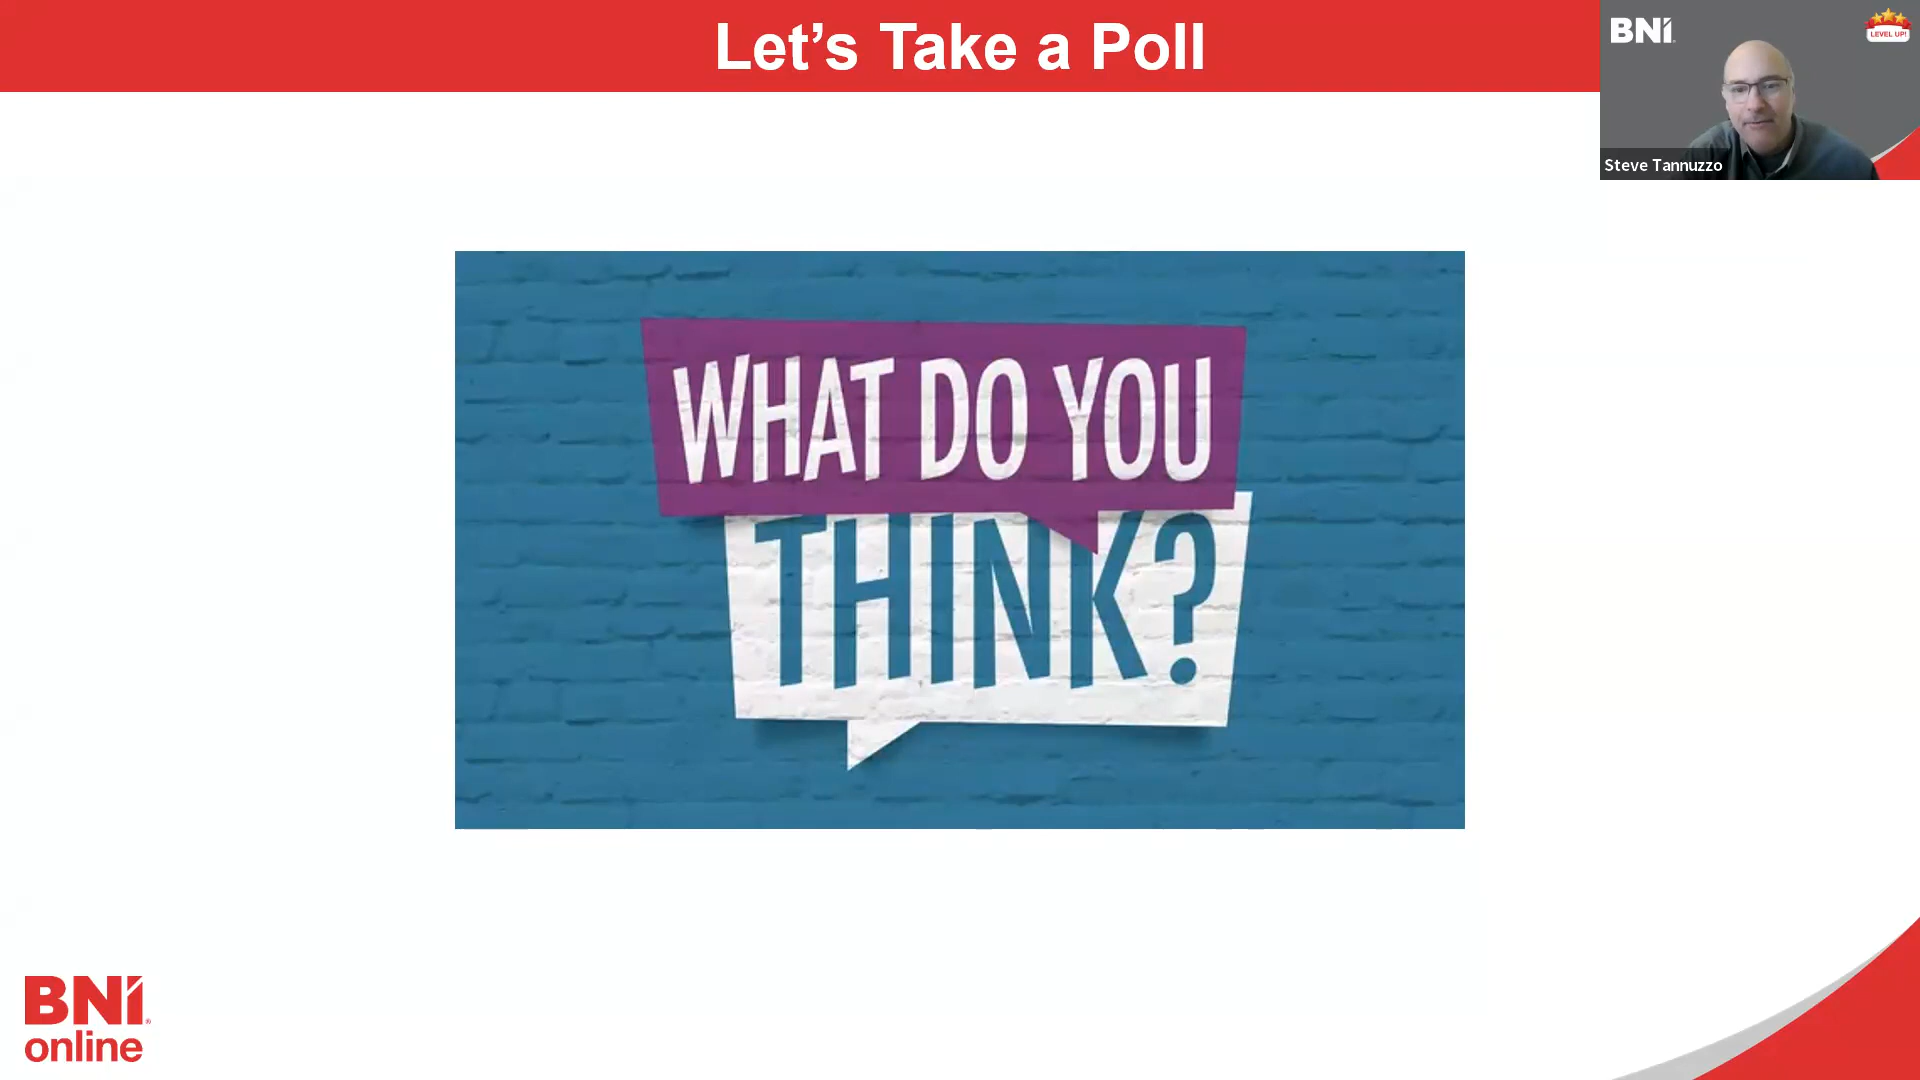 Let's Take a Poll
BNI
LEVEL UP!
Steve Tannuzzo
WHAT DO YOU
THINK?
BNI
online